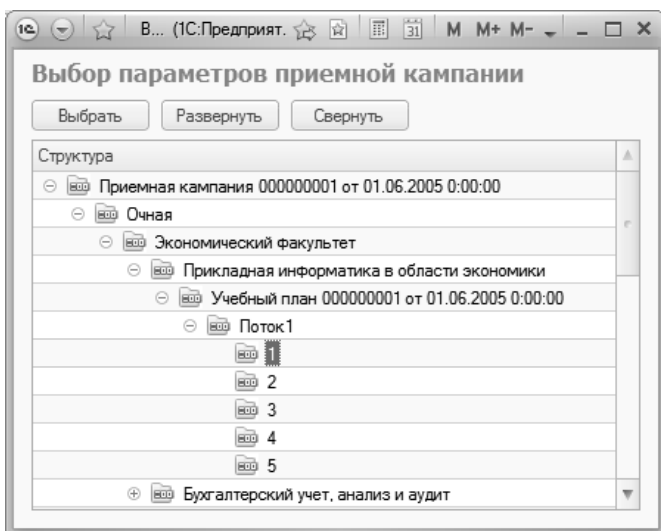 1С В... (1С:Предприят. 31 M M+ M-
Выбор параметров приемной кампании
Выбрать Развернуть Свернуть
Структура
Приемная кампания 000000001 от 01.06.2005 0:00:00
Очная
Экономический факультет
Прикладная информатика в области экономики
Учебный план 000000001 от 01.06.2005 0:00:00
Поток1
1
2
3
4
5
Бухгалтерский учет, анализ и аудит